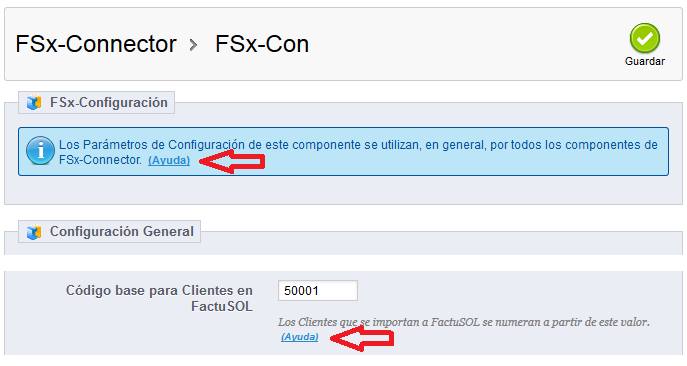 FSx-Connector > FSx-Con
Guardar
FSx-Configuración
Los Parámetros de Configuración de este componente se utilizan, en general, por todos los componentes de
FSx-Connector. (Ayuda)
Configuración General
Código base para Clientes en
FactuSOL
50001
Los Clientes que se importan a FactuSOL se numeran a partir de este valor.
(Ayuda)